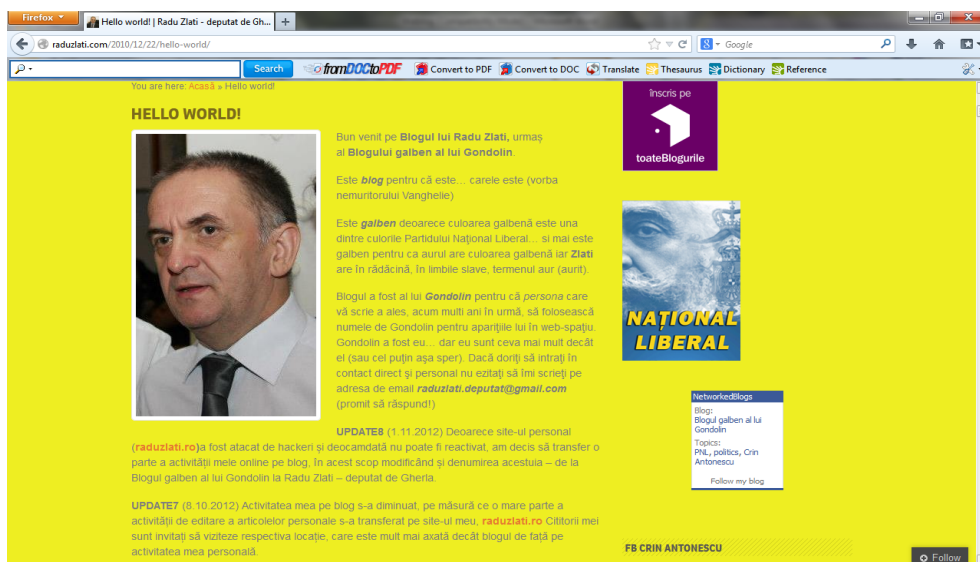 Firefox
Hello world! | Radu Zlati - deputat de Gh...
raduzlati.com/2010/12/22/hello-world/
Google
Search
fromDOCtoPDF
Convert to PDF
Convert to DOC
Translate
Thesaurus
Dictionary
Reference
You are here: Acasă » Hello world!
HELLO WORLD!
Bun venit pe Blogul lui Radu Zlati, urmaș
al Blogului galben al lui Gondolin.
Este blog pentru că este… carele este (vorba
nemuritorului Vanghelie)
Este galben deoarece culoarea galbenă este una
dintre culorile Partidului Național Liberal… si mai este
galben pentru ca aurul are culoarea galbenă iar Zlati
are în rădăcină, în limbile slave, termenul aur (aurit).
Blogul a fost al lui Gondolin pentru că persona care
vă scrie a ales, acum multi ani în urmă, să folosească
numele de Gondolin pentru aparițiile lui în web-spațiu.
Gondolin a fost eu… dar eu sunt ceva mai mult decât
el (sau cel puțin așa sper). Dacă doriți să intrați în
contact direct și personal nu ezitați să îmi scrieți pe
adresa de email raduzlati.deputat@gmail.com
(promit să răspund!)
UPDATE8 (1.11.2012) Deoarece site-ul personal
(raduzlati.ro)a fost atacat de hackeri și deocamdată nu poate fi reactivat, am decis să transfer o
parte a activității mele online pe blog, în acest scop modificând și denumirea acestuia – de la
Blogul galben al lui Gondolin la Radu Zlati – deputat de Gherla.
UPDATE7 (8.10.2012) Activitatea mea pe blog s-a diminuat, pe măsură ce o mare parte a
activității de editare a articolelor personale s-a transferat pe site-ul meu, raduzlati.ro Cititorii mei
sunt invitați să viziteze respectiva locație, care este mult mai axată decât blogul de față pe
activitatea mea personală.
înscris pe
toateBlogurile
NAȚIONAL
LIBERAL
NetworkedBlogs
Blog:
Blogul galben al lui
Gondolin
Topics:
PNL, politics, Crin
Antonescu
Follow my blog
FB CRIN ANTONESCU
Follow